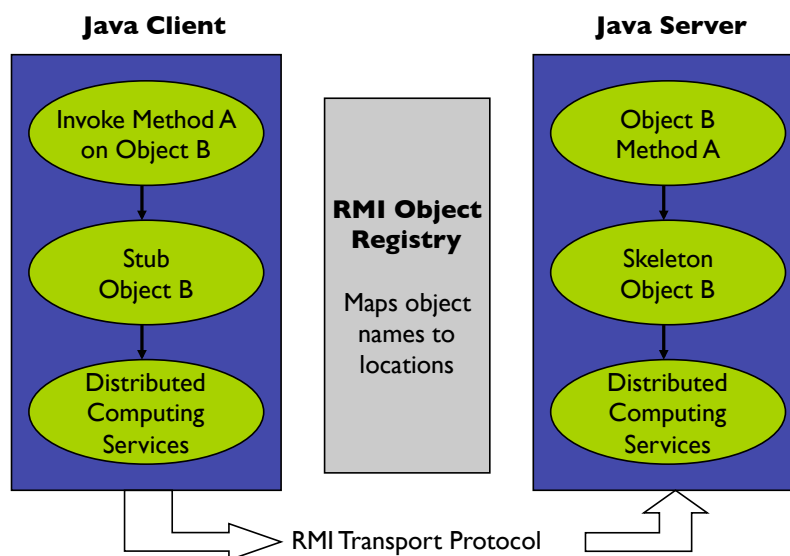 Java Client
Java Server
Invoke Method A
on Object B
Stub
Object B
Distributed
Computing
Services
RMI Object
Registry
Maps object
names to
locations
Object B
Method A
Skeleton
Object B
Distributed
Computing
Services
RMI Transport Protocol